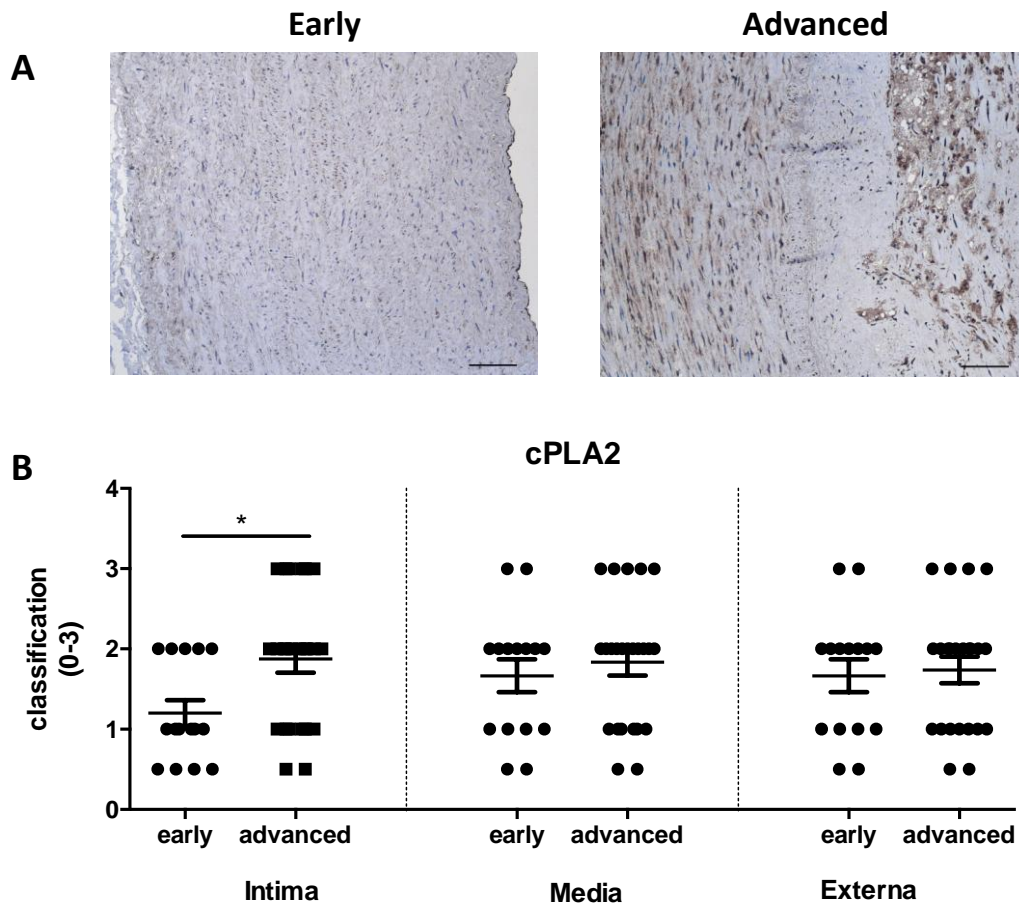 Early
Advanced
A
B
cPLA2
classification
(0-3)
4
3
2
1
0
*
early
advanced
early
advanced
early
advanced
Intima
Media
Externa